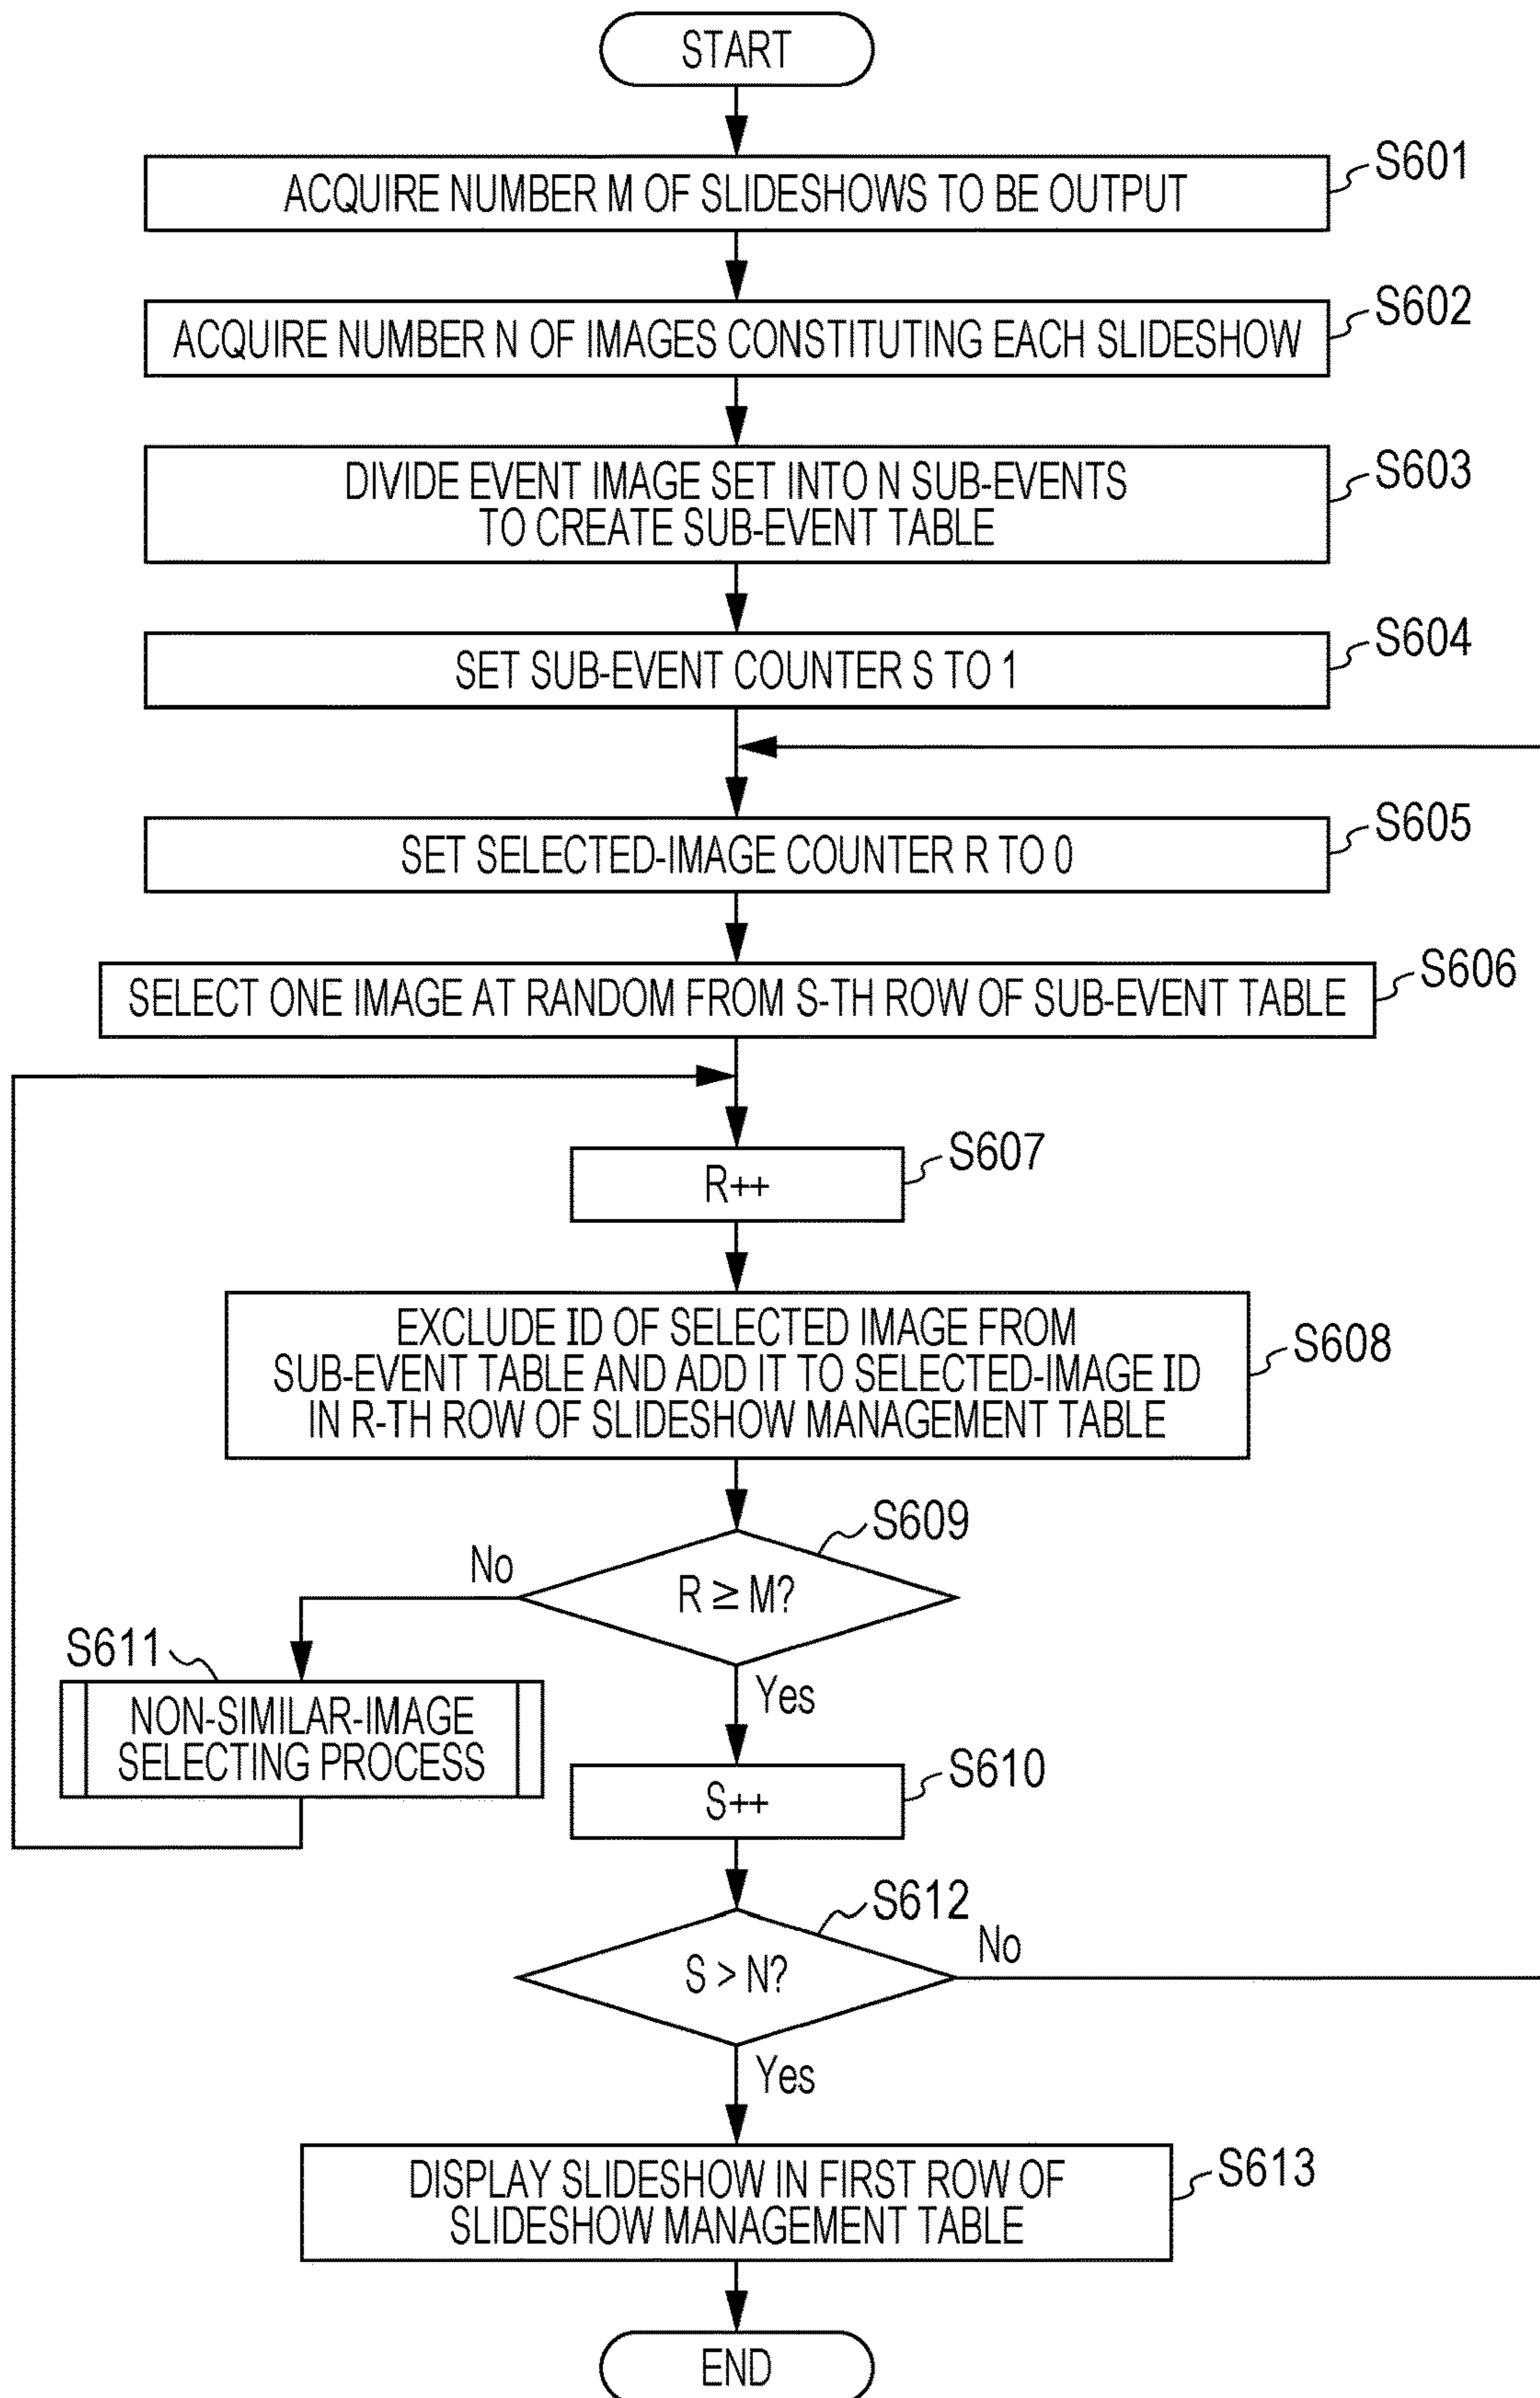 START
ACQUIRE NUMBER M OF SLIDESHOWS TO BE OUTPUT
S601
ACQUIRE NUMBER N OF IMAGES CONSTITUTING EACH SLIDESHOW
S602
DIVIDE EVENT IMAGE SET INTO N SUB-EVENTS
TO CREATE SUB-EVENT TABLE
S603
SET SUB-EVENT COUNTER S TO 1
S604
SET SELECTED-IMAGE COUNTER R TO 0
S605
SELECT ONE IMAGE AT RANDOM FROM S-TH ROW OF SUB-EVENT TABLE
S606
R++
S607
EXCLUDE ID OF SELECTED IMAGE FROM
SUB-EVENT TABLE AND ADD IT TO SELECTED-IMAGE ID
IN R-TH ROW OF SLIDESHOW MANAGEMENT TABLE
S608
R ≥ M?
S609
No
Yes
S611
NON-SIMILAR-IMAGE
SELECTING PROCESS
S++
S610
S > N?
S612
No
Yes
DISPLAY SLIDESHOW IN FIRST ROW OF
SLIDESHOW MANAGEMENT TABLE
S613
END